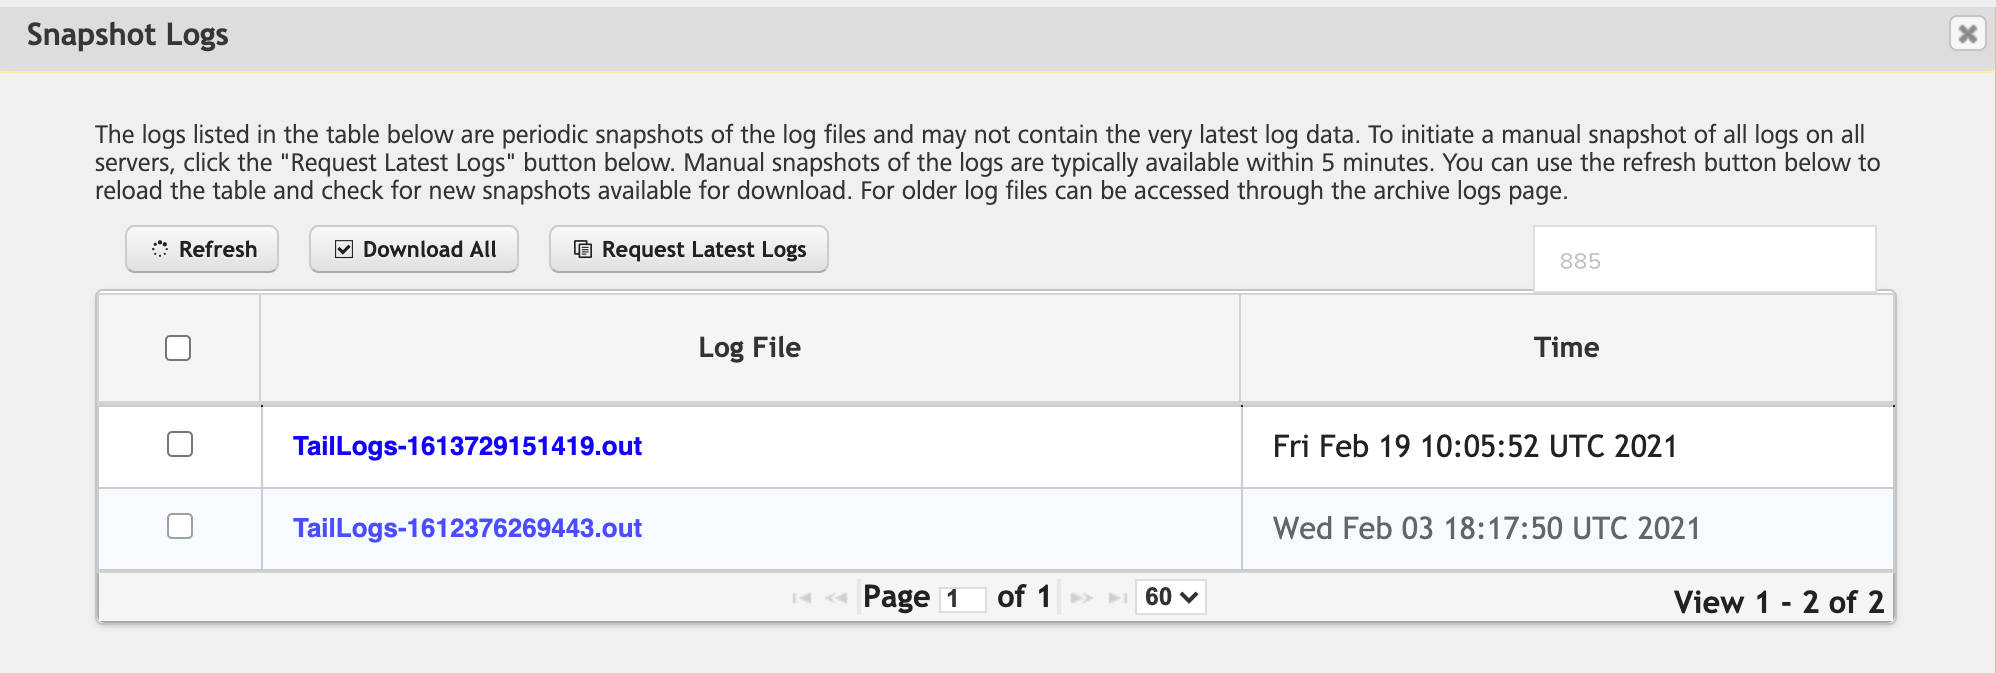 Snapshot Logs
The logs listed in the table below are periodic snapshots of the log files and may not contain the very latest log data. To initiate a manual snapshot of all logs on all
servers, click the "Request Latest Logs" button below. Manual snapshots of the logs are typically available within 5 minutes. You can use the refresh button below to
reload the table and check for new snapshots available for download. For older log files can be accessed through the archive logs page.
Refresh Download All Request Latest Logs 885
Log File Time
TailLogs-1613729151419.out Fri Feb 19 10:05:52 UTC 2021
TailLogs-1612376269443.out Wed Feb 03 18:17:50 UTC 2021
Page 1 of 1 60 View 1 - 2 of 2